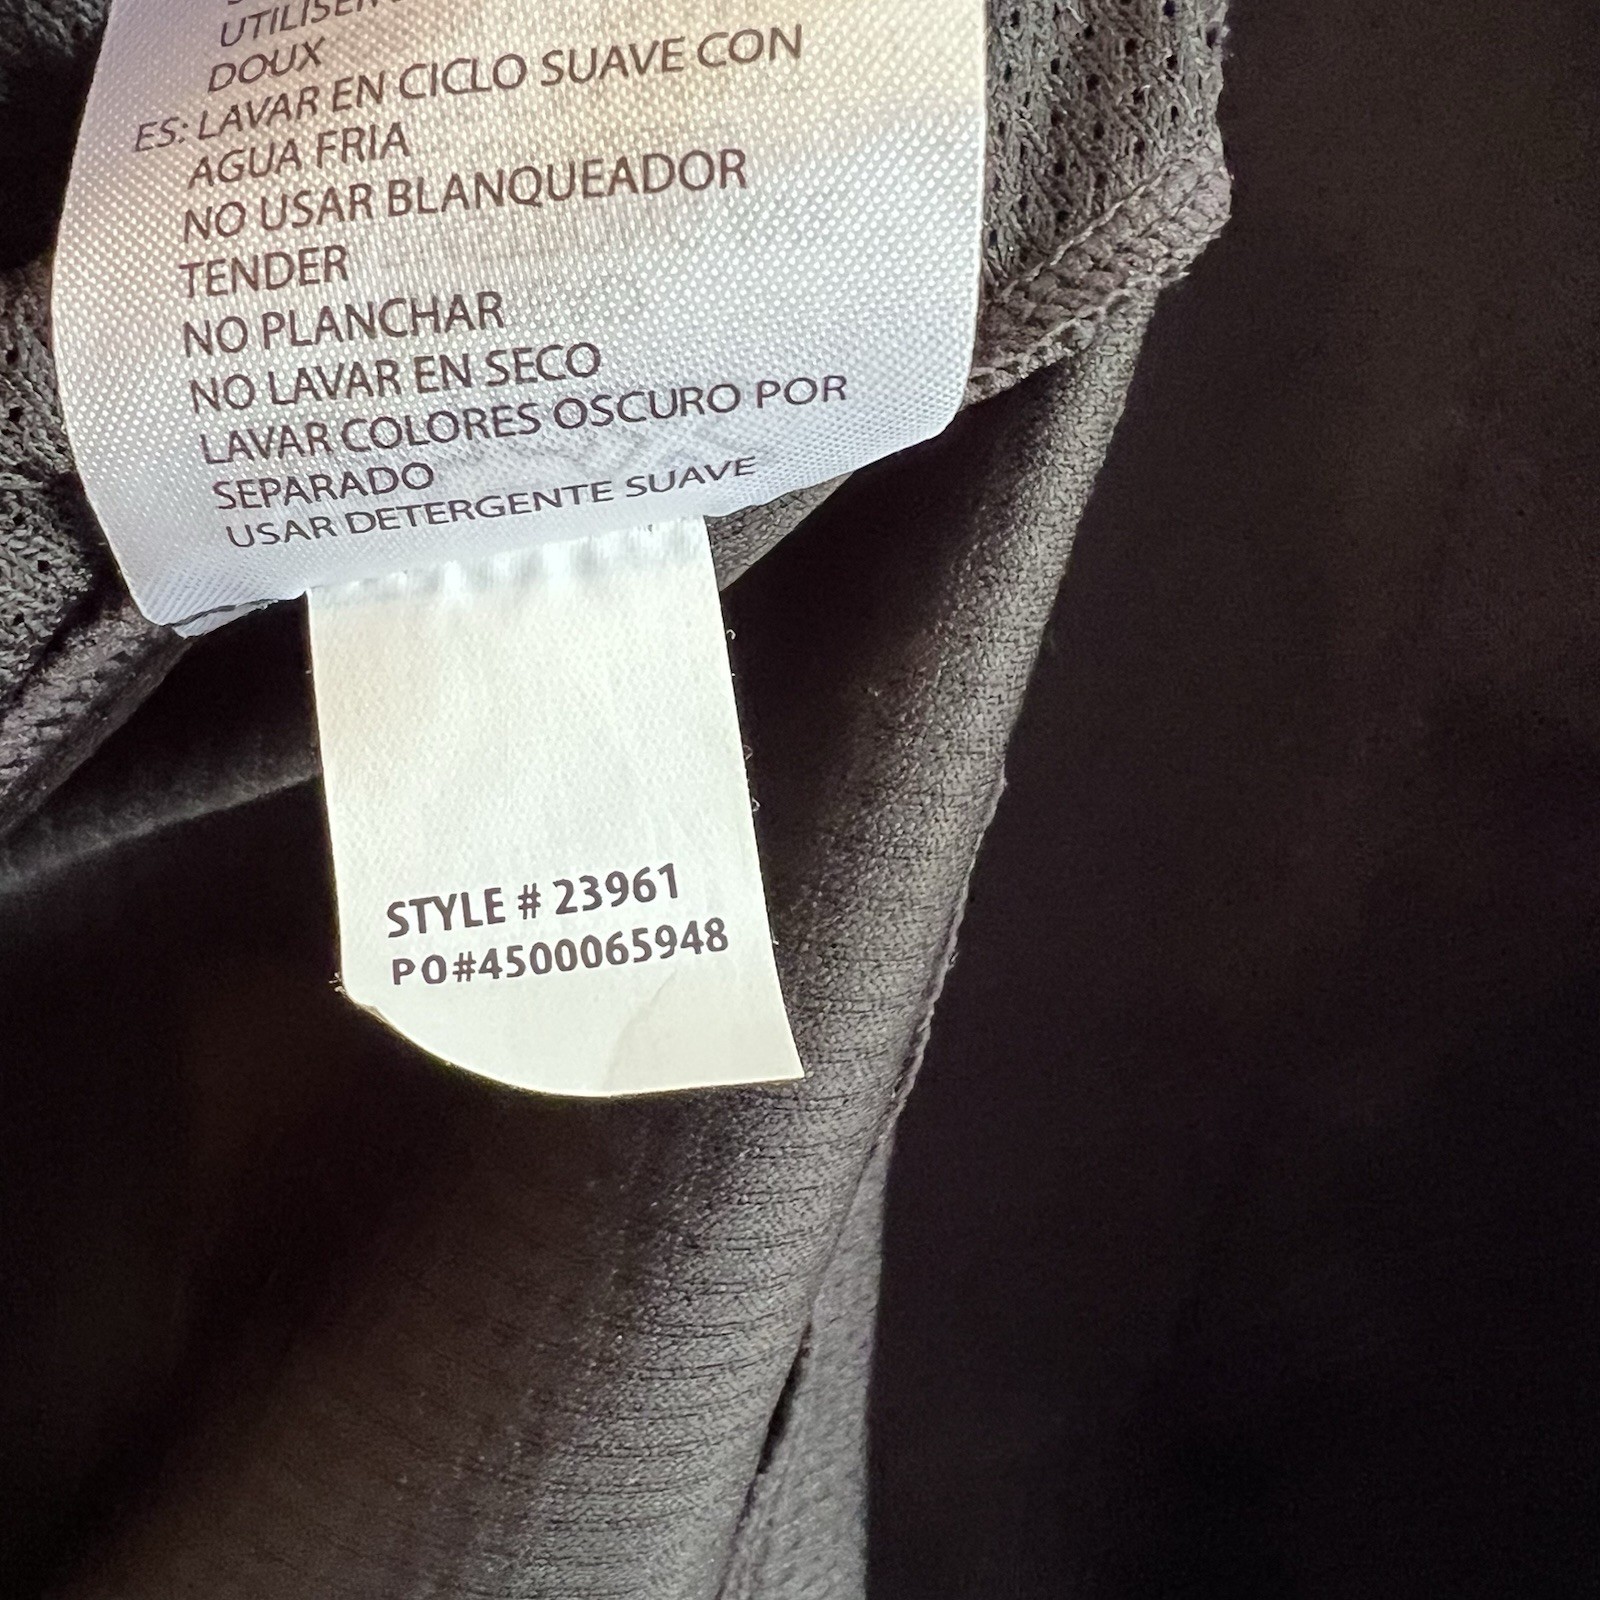 UTILISER
DOUX
ES: LAVAR EN CICLO SUAVE CON
AGUA FRIA
NO USAR BLANQUEADOR
TENDER
NO PLANCHAR
NO LAVAR EN SECO
LAVAR COLORES OSCURO POR
SEPARADO
USAR DETERGENTE SUAVE
STYLE # 23961
PO#4500065948